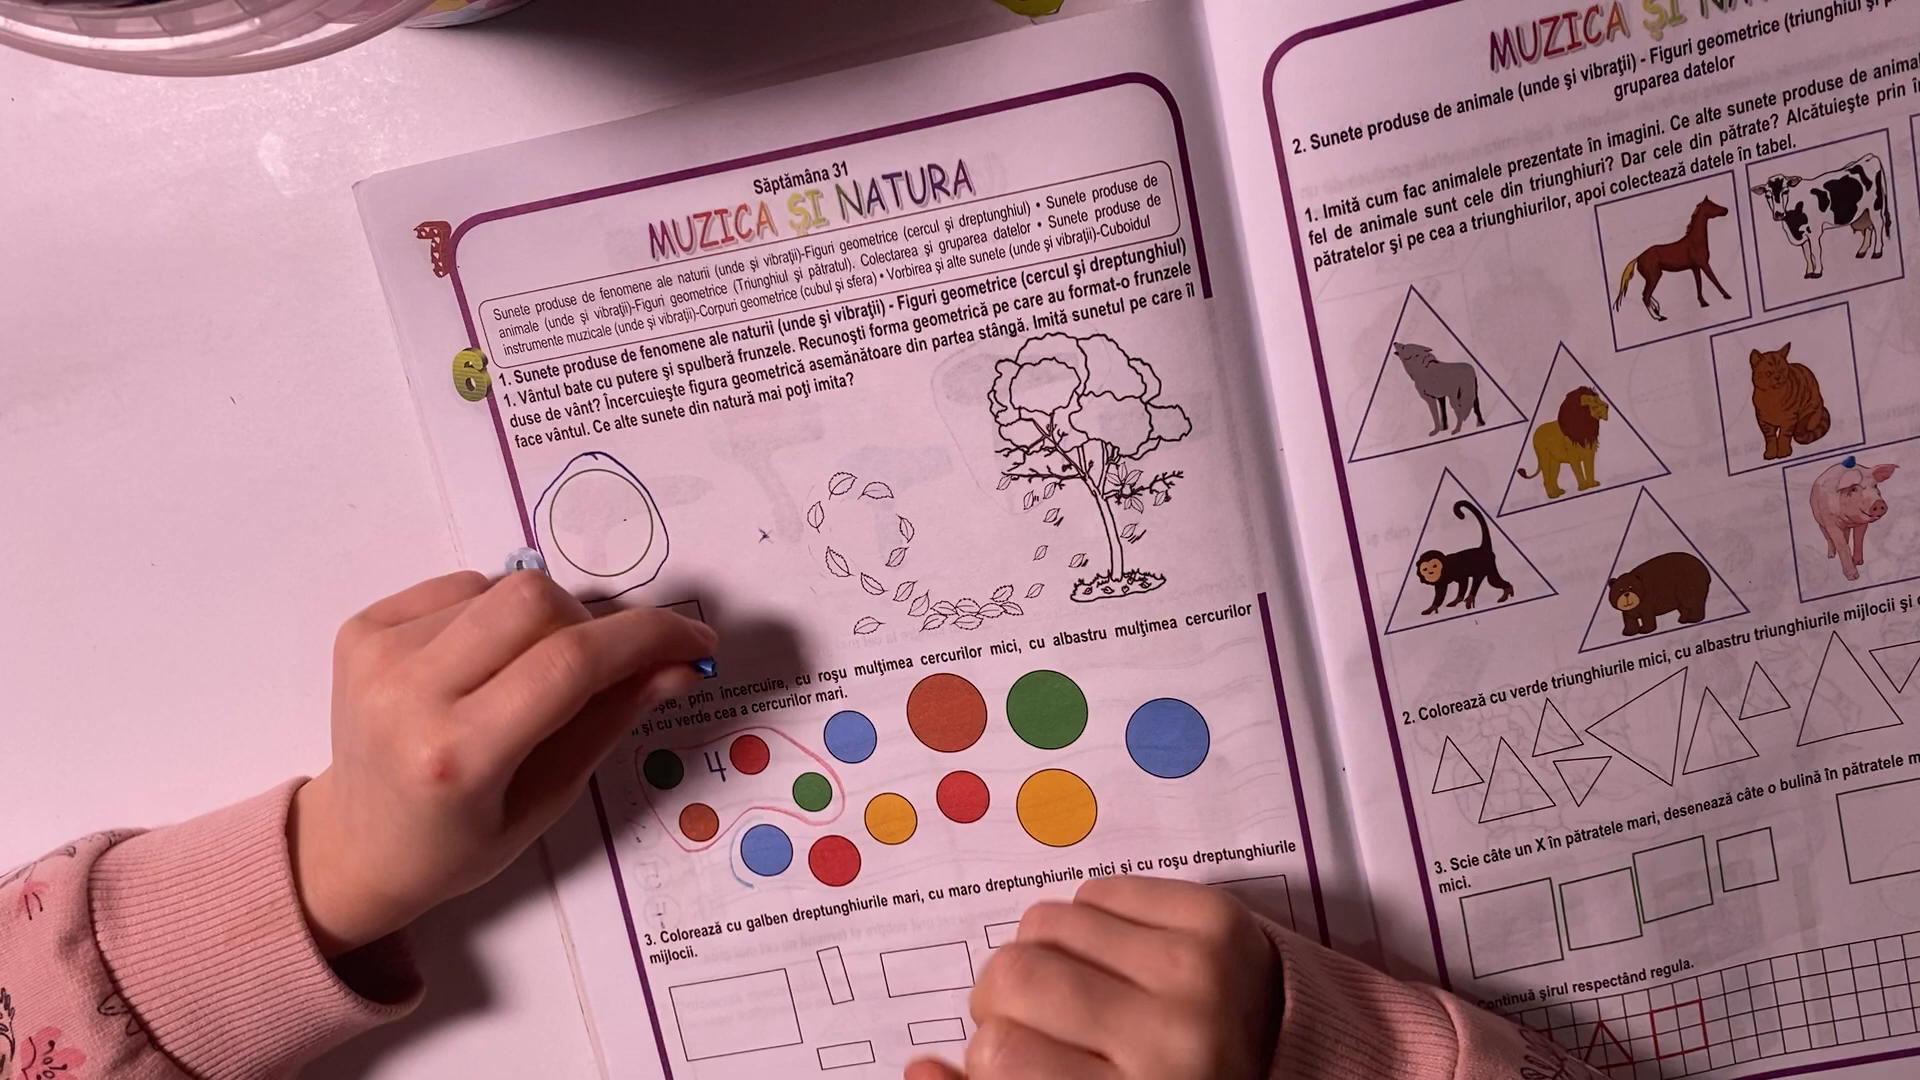 Săptămâna 31
MUZICA ŞI NATURA
Sunete produse de fenomene ale naturii (unde şi vibraţii)-Figuri geometrice (cercul şi dreptunghiul) • Sunete produse de
animale (unde şi vibraţii)-Figuri geometrice (Triunghiul şi pătratul). Colectarea şi gruparea datelor • Sunete produse de
instrumente muzicale (unde şi vibraţii)-Corpuri geometrice (cubul şi sfera) • Vorbirea şi alte sunete (unde şi vibraţii)-Cuboidul
1. Sunete produse de fenomene ale naturii (unde şi vibraţii) - Figuri geometrice (cercul şi dreptunghiul)
1. Vântul bate cu putere şi spulberă frunzele. Recunoşti forma geometrică pe care au format-o frunzele
duse de vânt? Încercuieşte figura geometrică asemănătoare din partea stângă. Imită sunetul pe care îl
face vântul. Ce alte sunete din natură mai poţi imita?
prin încercuire, cu roşu mulţimea cercurilor mici, cu albastru mulţimea cercurilor
şi cu verde cea a cercurilor mari.
4
3. Colorează cu galben dreptunghiurile mari, cu maro dreptunghiurile mici şi cu roşu dreptunghiurile
mijlocii.
7
6
MUZICA ŞI
2. Sunete produse de animale (unde şi vibraţii) - Figuri geometrice (triunghiul şi
gruparea datelor
1. Imită cum fac animalele prezentate în imagini. Ce alte sunete produse de
fel de animale sunt cele din triunghiuri? Dar cele din pătrate? Alcătuieşte prin
pătratelor şi pe cea a triunghiurilor, apoi colectează datele în tabel.
2. Colorează cu verde triunghiurile mici, cu albastru triunghiurile mijlocii şi
3. Scie câte un X în pătratele mari, desenează câte o bulină în pătratele
mici.
Continuă şirul respectând regula.